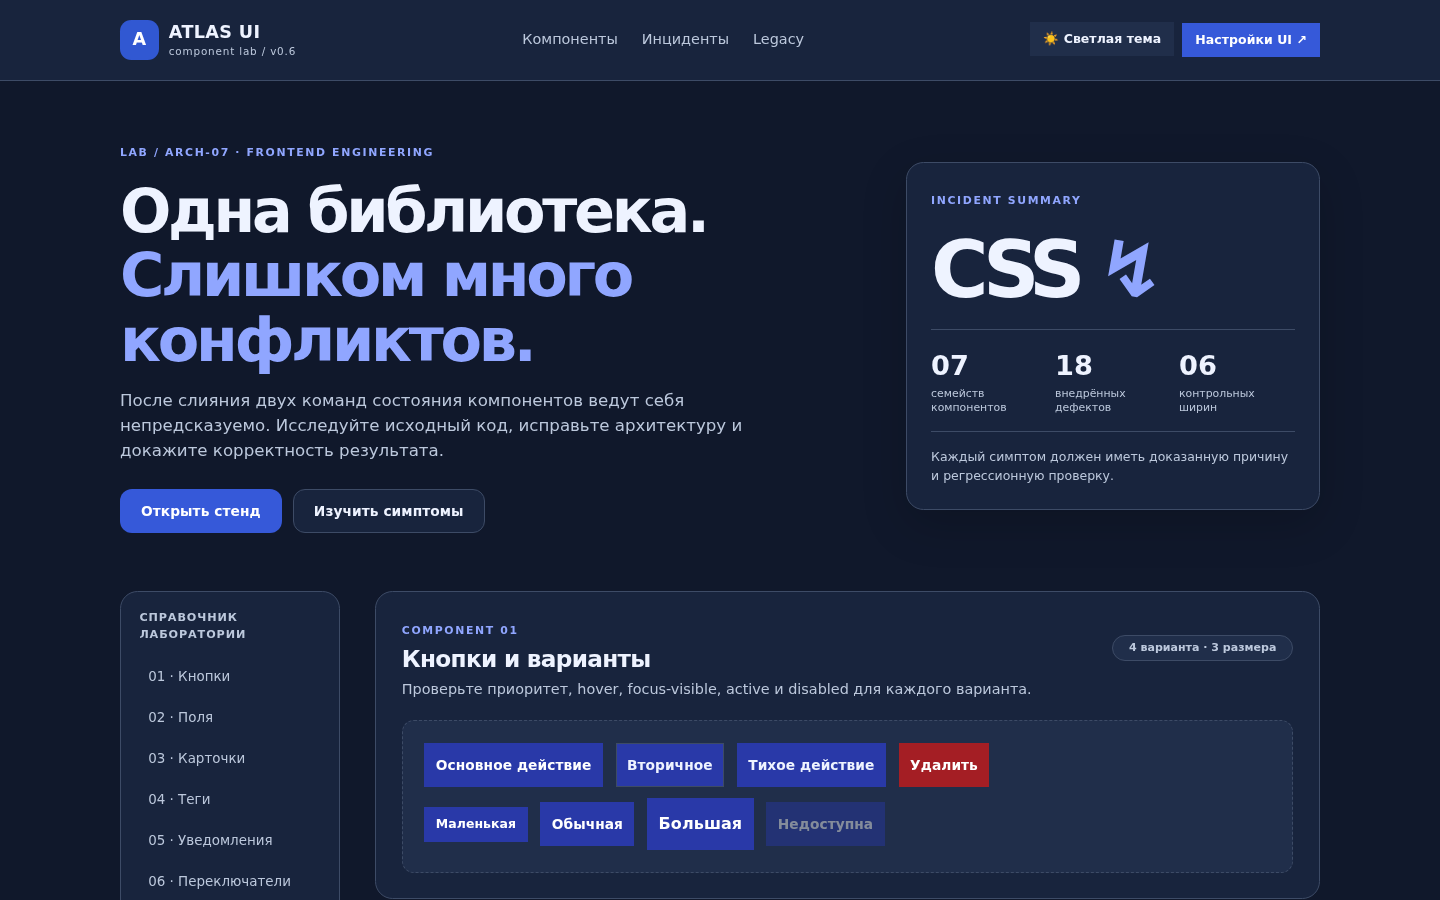 A
ATLAS UI
component lab / v0.6
Компоненты
Инциденты
Legacy
☀️ Светлая тема
Настройки UI ↗
LAB / ARCH-07 · FRONTEND ENGINEERING
Одна библиотека.
Слишком много
конфликтов.
После слияния двух команд состояния компонентов ведут себя
непредсказуемо. Исследуйте исходный код, исправьте архитектуру и
докажите корректность результата.
Открыть стенд
Изучить симптомы
INCIDENT SUMMARY
CSS ↯
07
семейств
компонентов
18
внедрённых
дефектов
06
контрольных
ширин
Каждый симптом должен иметь доказанную причину
и регрессионную проверку.
СПРАВОЧНИК
ЛАБОРАТОРИИ
01 · Кнопки
02 · Поля
03 · Карточки
04 · Теги
05 · Уведомления
06 · Переключатели
COMPONENT 01
Кнопки и варианты
Проверьте приоритет, hover, focus-visible, active и disabled для каждого варианта.
4 варианта · 3 размера
Основное действие
Вторичное
Тихое действие
Удалить
Маленькая
Обычная
Большая
Недоступна